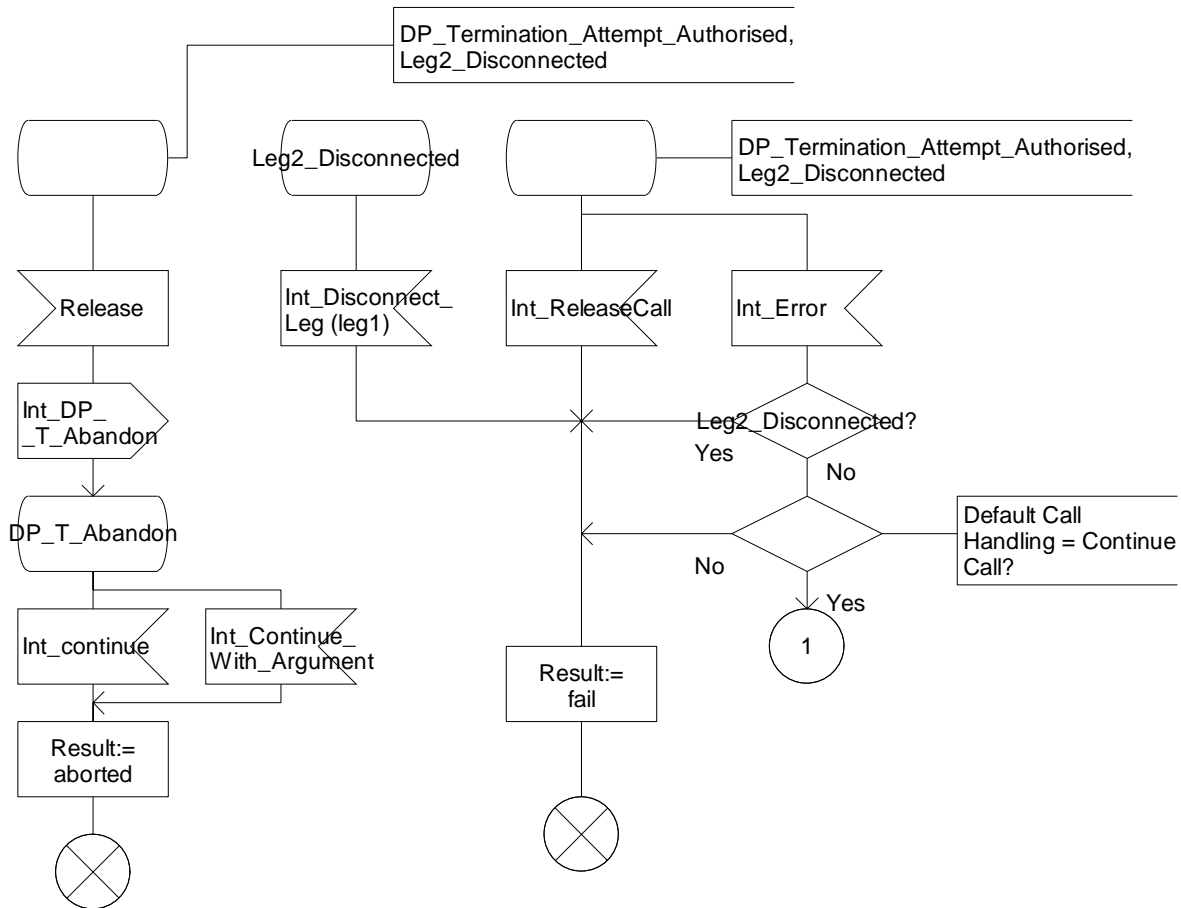 DP_Termination_Attempt_Authorised,
Leg2_Disconnected
Leg2_Disconnected
DP_Termination_Attempt_Authorised,
Leg2_Disconnected
Release
Int_Disconnect_
Leg (leg1)
Int_ReleaseCall
Int_Error
Int_DP_
_T_Abandon
Leg2_Disconnected?
Yes
No
DP_T_Abandon
Default Call
Handling = Continue
Call?
No
Yes
Int_continue
Int_Continue_
With_Argument
1
Result:=
fail
Result:=
aborted